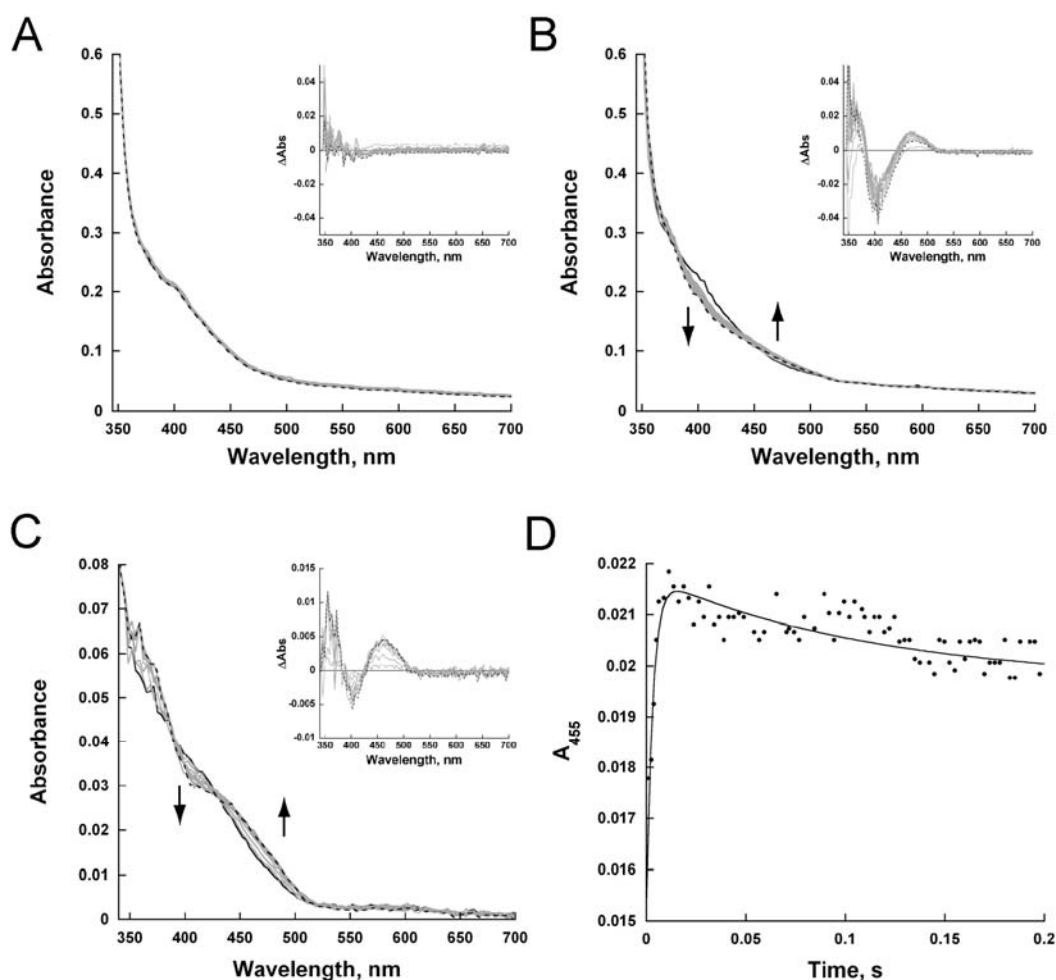 A
B
0.6
0.5
0.4
0.3
0.2
0.1
0
350 400 450 500 550 600 650 700
Wavelength, nm
Absorbance
0.04
0.02
0
-0.02
-0.04
350 400 450 500 550 600 650 700
Wavelength, nm
ΔAbs
0.6
0.5
0.4
0.3
0.2
0.1
0
350 400 450 500 550 600 650 700
Wavelength, nm
Absorbance
0.04
0.02
0
-0.02
-0.04
350 400 450 500 550 600 650 700
Wavelength, nm
ΔAbs
C
D
0.08
0.07
0.06
0.05
0.04
0.03
0.02
0.01
0
350 400 450 500 550 600 650 700
Wavelength, nm
Absorbance
0.015
0.01
0.005
0
-0.005
-0.01
350 400 450 500 550 600 650 700
Wavelength, nm
ΔAbs
0.022
0.021
0.02
0.019
0.018
0.017
0.016
0.015
0 0.05 0.1 0.15 0.2
Time, s
A455